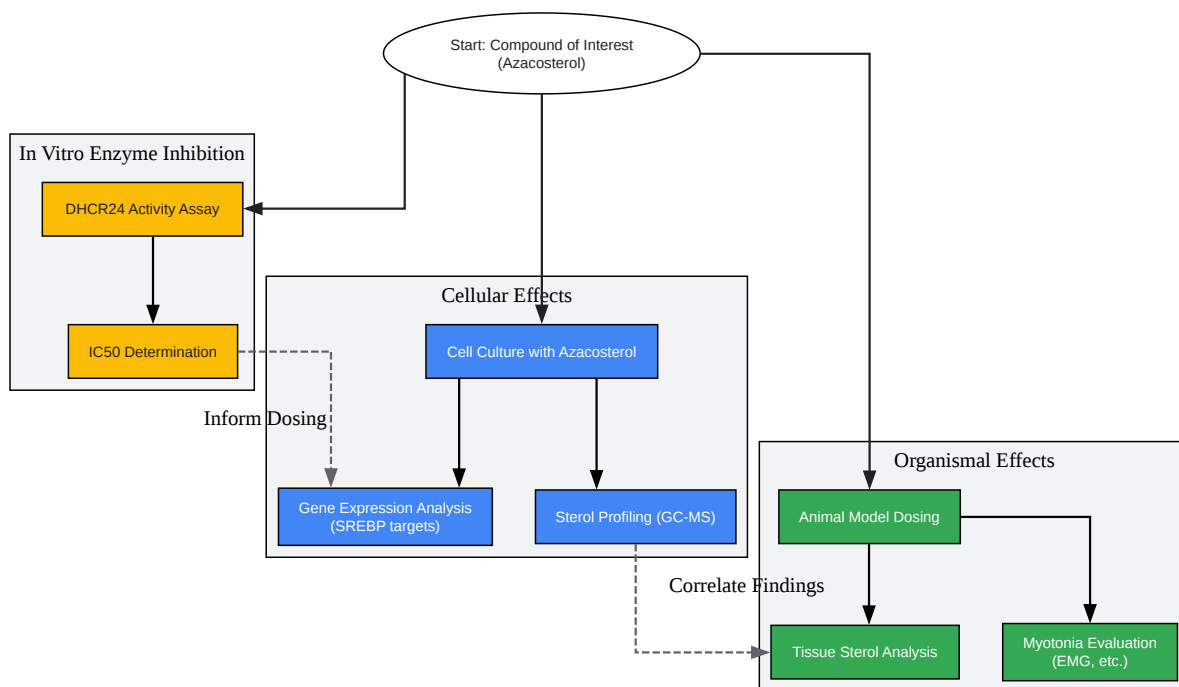 Start: Compound of Interest
(Azacosterol)
In Vitro Enzyme Inhibition
DHCR24 Activity Assay
IC50 Determination
Inform Dosing
Cellular Effects
Cell Culture with Azacosterol
Gene Expression Analysis
(SREBP targets)
Sterol Profiling (GC-MS)
Correlate Findings
Organismal Effects
Animal Model Dosing
Tissue Sterol Analysis
Myotonia Evaluation
(EMG, etc.)